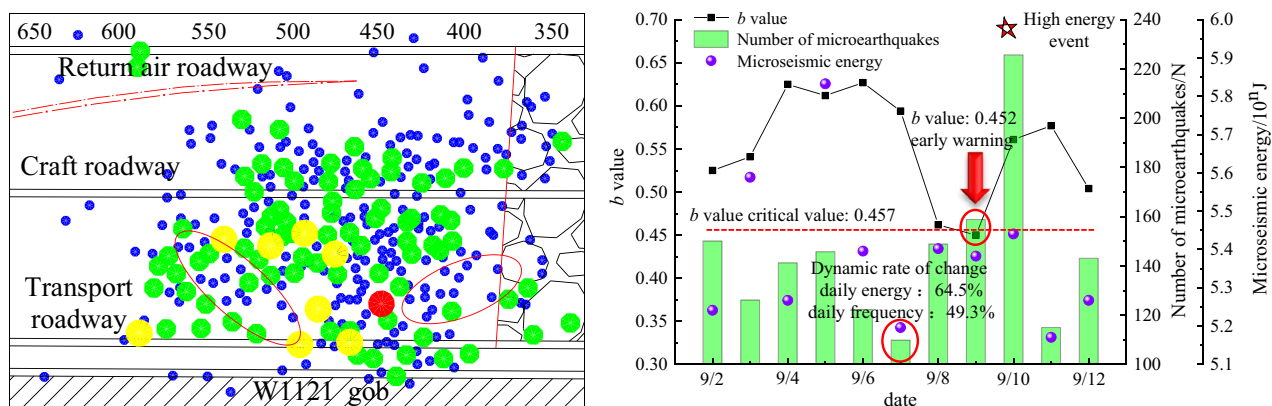 650 600 550 500 450 400 350
Return air roadway
Craft roadway
Transport
roadway
W1121 gob
b value
Number of microearthquakes
Microseismic energy
High energy
event
b value: 0.452
early warning
b value critical value: 0.457
Dynamic rate of change
daily energy : 64.5%
daily frequency : 49.3%
0.70
0.65
0.60
0.55
0.50
0.45
0.40
0.35
0.30
b value
9/2 9/4 9/6 9/8 9/10 9/12
date
240
220
200
180
160
140
120
100
Number of microearthquakes/N
6.0
5.9
5.8
5.7
5.6
5.5
5.4
5.3
5.2
5.1
Microseismic energy/10ⁿJ